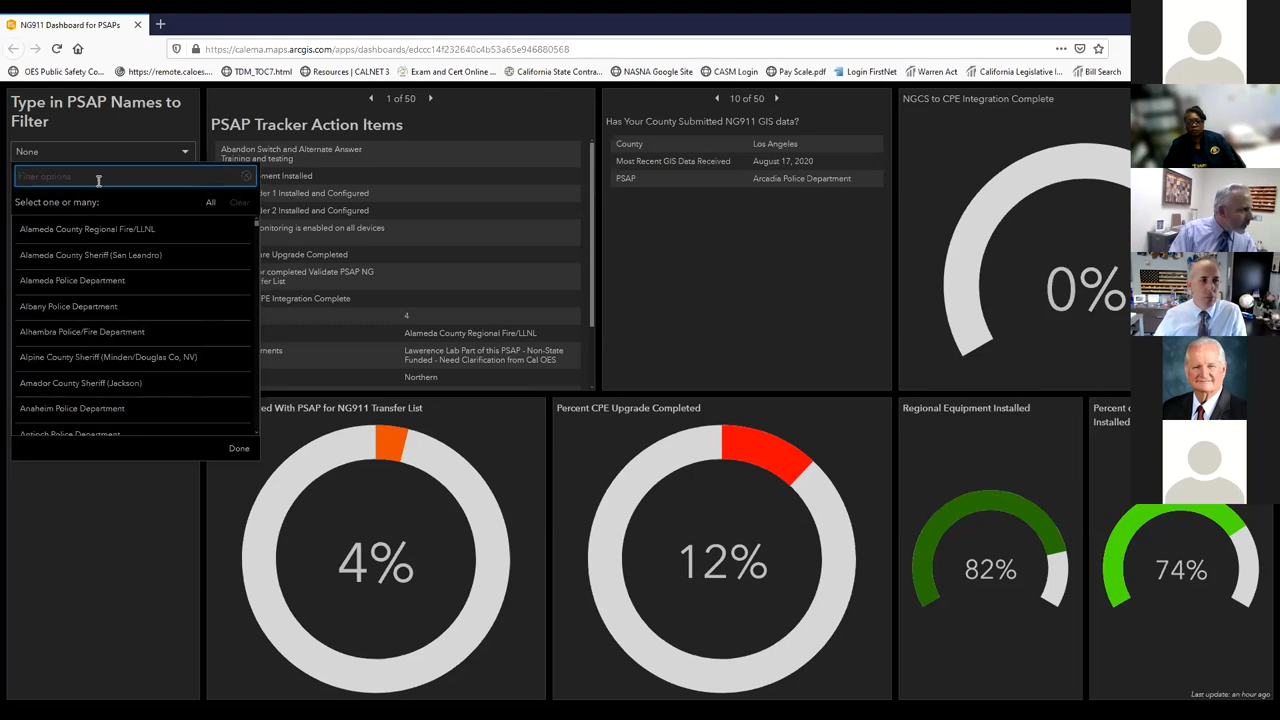 NG911 Dashboard for PSAPs
https://calema.maps.arcgis.com/apps/dashboards/edccc14f232640c4b53a65e946880568
OES Public Safety Co...
https://remote.caloes....
TDM_TOC7.html
Resources | CALNET 3
Exam and Cert Online ...
California State Contra...
NASNA Google Site
CASM Login
Pay Scale.pdf
Login FirstNet
Warren Act
California Legislative I...
Bill Search
Type in PSAP Names to
Filter
None
Filter options
Select one or many:
All
Clear
Alameda County Regional Fire/LLNL
Alameda County Sheriff (San Leandro)
Alameda Police Department
Albany Police Department
Alhambra Police/Fire Department
Alpine County Sheriff (Minden/Douglas Co, NV)
Amador County Sheriff (Jackson)
Anaheim Police Department
Antioch Police Department
Done
1 of 50
PSAP Tracker Action Items
Abandon Switch and Alternate Answer
Training and testing
ement Installed
der 1 Installed and Configured
der 2 Installed and Configured
onitoring is enabled on all devices
are Upgrade Completed
or completed Validate PSAP NG
er List
CPE Integration Complete
4
Alameda County Regional Fire/LLNL
ments
Lawerence Lab Part of this PSAP - Non-State
Funded - Need Clarification from Cal OES
Northern
10 of 50
Has Your County Submitted NG911 GIS data?
County
Los Angeles
Most Recent GIS Data Received
August 17, 2020
PSAP
Arcadia Police Department
NGCS to CPE Integration Complete
0%
ed With PSAP for NG911 Transfer List
4%
Percent CPE Upgrade Completed
12%
Regional Equipment Installed
82%
Percent
Installed
74%
Last update: an hour ago